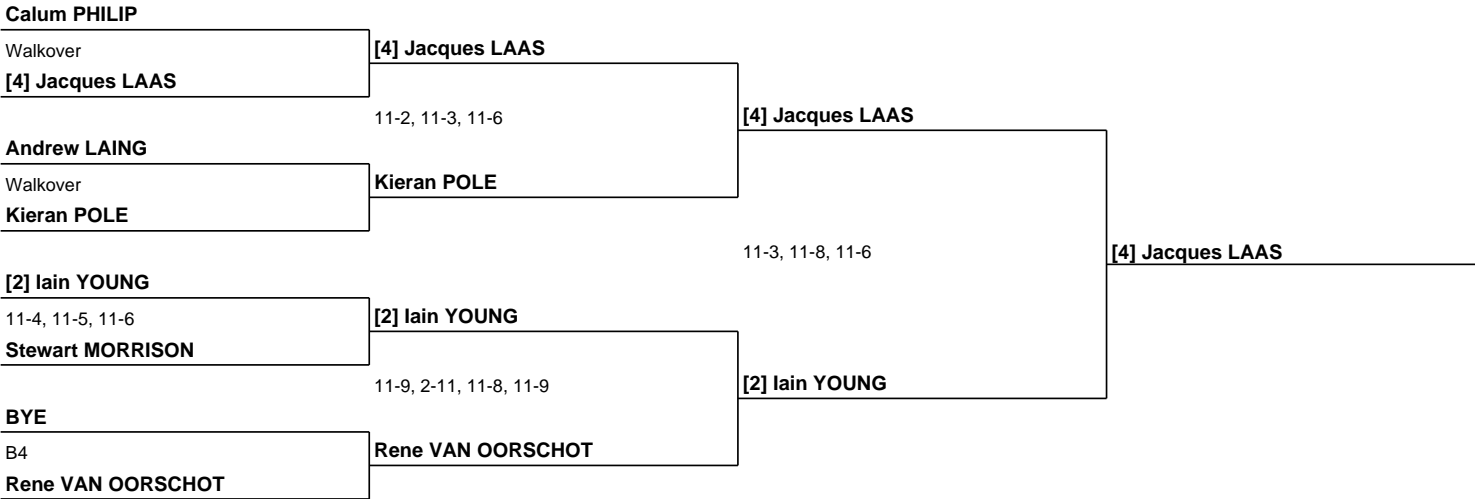 Calum PHILIP
Walkover
[4] Jacques LAAS
[4] Jacques LAAS
11-2, 11-3, 11-6
[4] Jacques LAAS
Andrew LAING
Walkover
Kieran POLE
Kieran POLE
11-3, 11-8, 11-6
[4] Jacques LAAS
[2] Iain YOUNG
11-4, 11-5, 11-6
[2] Iain YOUNG
Stewart MORRISON
11-9, 2-11, 11-8, 11-9
[2] Iain YOUNG
BYE
B4
Rene VAN OORSCHOT
Rene VAN OORSCHOT